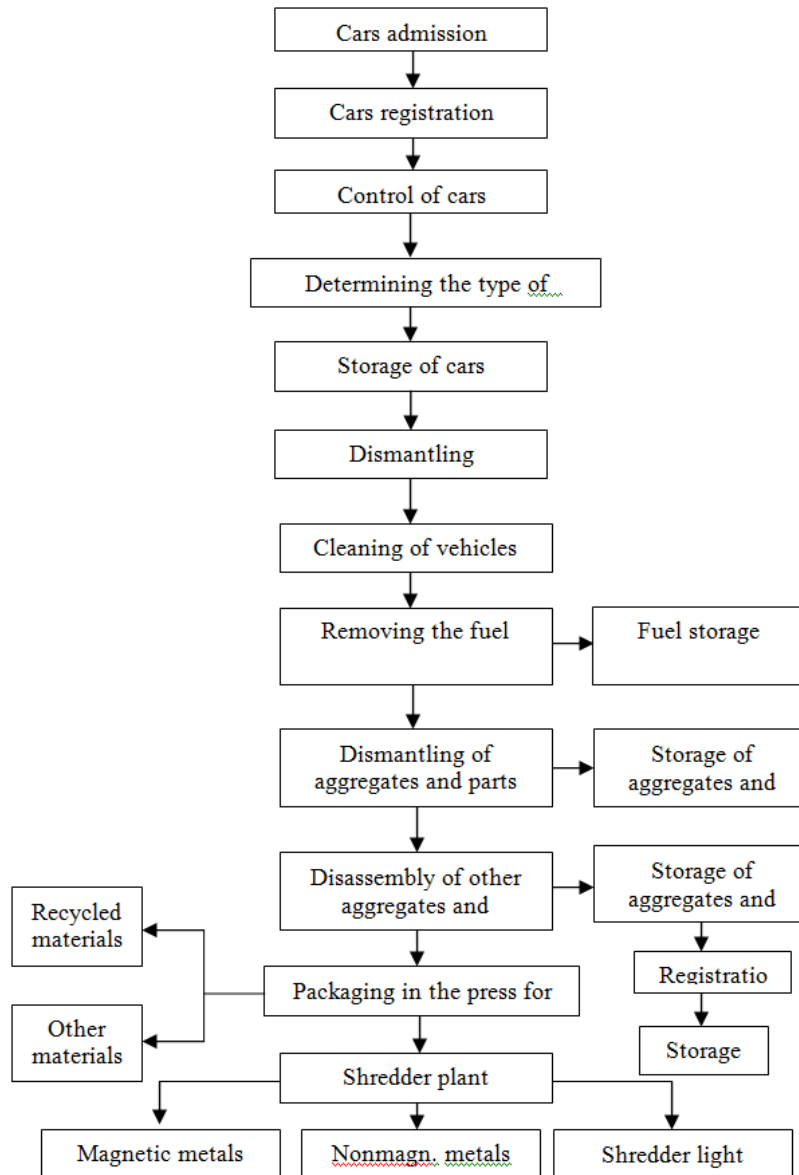 Cars admission
Cars registration
Control of cars
Determining the type of
Storage of cars
Dismantling
Cleaning of vehicles
Removing the fuel
Fuel storage
Dismantling of
aggregates and parts
Storage of
aggregates and
Disassembly of other
aggregates and
Storage of
aggregates and
Recycled
materials
Registratio
Packaging in the press for
Other
materials
Storage
Shredder plant
Magnetic metals
Nonmagn. metals
Shredder light